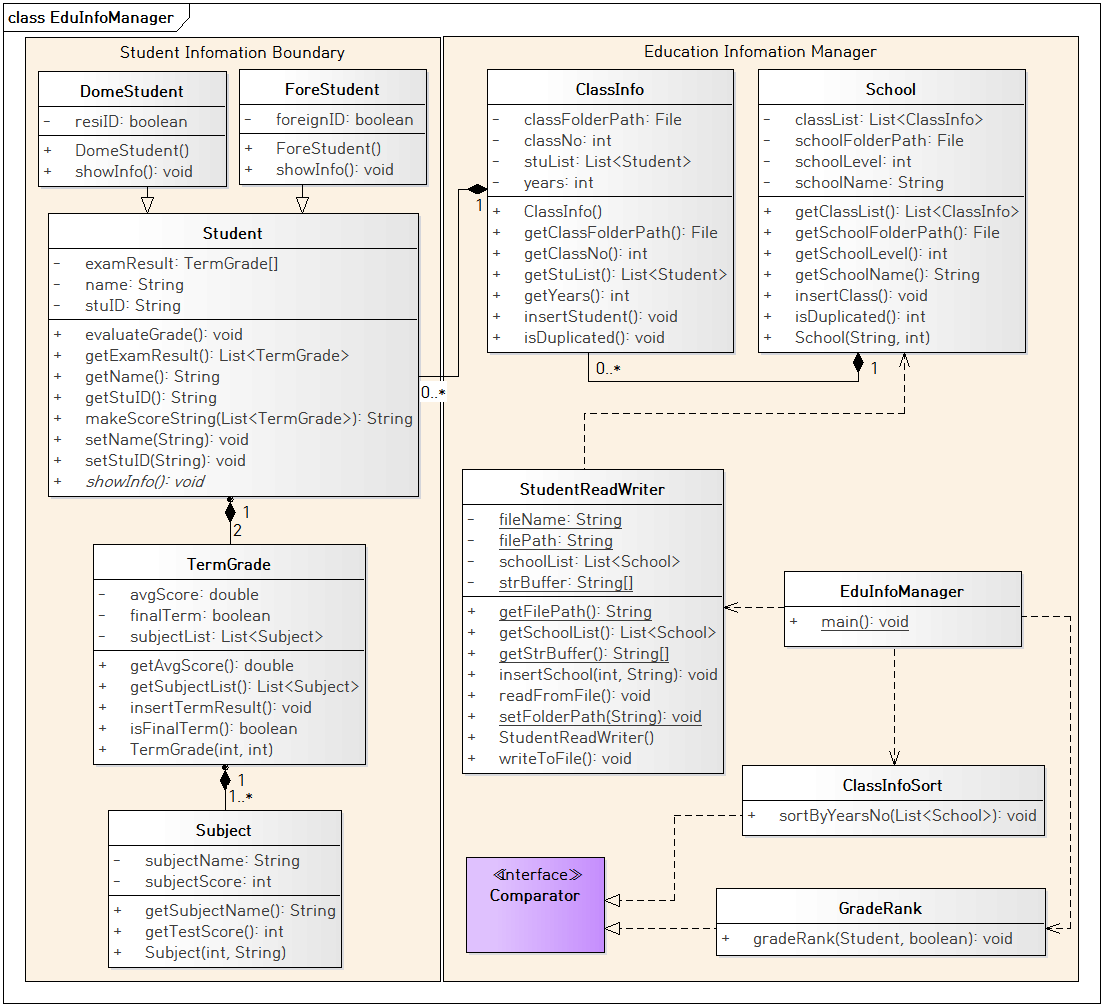 class EduInfoManager
Student Infomation Boundary
DomeStudent
- resiID: boolean
+ DomeStudent()
+ showInfo(): void
ForeStudent
- foreignID: boolean
+ ForeStudent()
+ showInfo(): void
Student
- examResult: TermGrade[]
- name: String
- stuID: String
+ evaluateGrade(): void
+ getExamResult(): List<TermGrade>
+ getName(): String
+ getStuID(): String
+ makeScoreString(List<TermGrade>): String
+ setName(String): void
+ setStuID(String): void
+ showInfo(): void
1
2
TermGrade
- avgScore: double
- finalTerm: boolean
- subjectList: List<Subject>
+ getAvgScore(): double
+ getSubjectList(): List<Subject>
+ insertTermResult(): void
+ isFinalTerm(): boolean
+ TermGrade(int, int)
1
1..*
Subject
- subjectName: String
- subjectScore: int
+ getSubjectName(): String
+ getTestScore(): int
+ Subject(int, String)
Education Infomation Manager
ClassInfo
- classFolderPath: File
- classNo: int
- stuList: List<Student>
- years: int
+ ClassInfo()
+ getClassFolderPath(): File
+ getClassNo(): int
+ getStuList(): List<Student>
+ getYears(): int
+ insertStudent(): void
+ isDuplicated(): void
1
0..*
School
- classList: List<ClassInfo>
- schoolFolderPath: File
- schoolLevel: int
- schoolName: String
+ getClassList(): List<ClassInfo>
+ getSchoolFolderPath(): File
+ getSchoolLevel(): int
+ getSchoolName(): String
+ insertClass(): void
+ isDuplicated(): int
+ School(String, int)
0..*
1
StudentReadWriter
- fileName: String
- filePath: String
- schoolList: List<School>
- strBuffer: String[]
+ getFilePath(): String
+ getSchoolList(): List<School>
+ getStrBuffer(): String[]
+ insertSchool(int, String): void
+ readFromFile(): void
+ setFolderPath(String): void
+ StudentReadWriter()
+ writeToFile(): void
EduInfoManager
+ main(): void
ClassInfoSort
+ sortByYearsNo(List<School>): void
«interface»
Comparator
GradeRank
+ gradeRank(Student, boolean): void